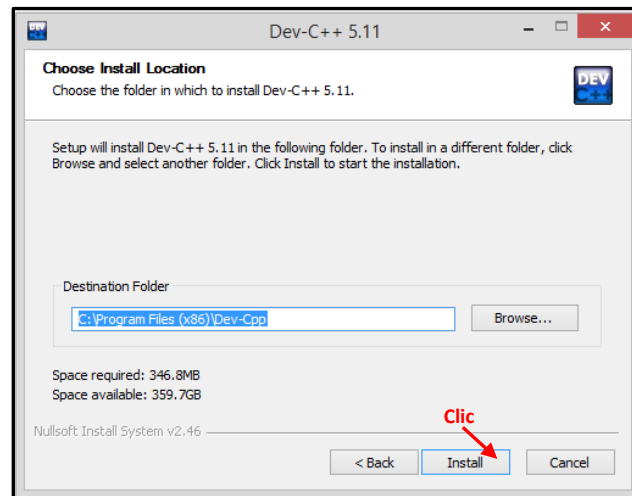 DEV
Dev-C++ 5.11
Choose Install Location
Choose the folder in which to install Dev-C++ 5.11.
DEV
C++
Setup will install Dev-C++ 5.11 in the following folder. To install in a different folder, click
Browse and select another folder. Click Install to start the installation.
Destination Folder
C:\Program Files (x86)\Dev-Cpp
Browse...
Space required: 346.8MB
Space available: 359.7GB
Clic
Nullsoft Install System v2.46
< Back
Install
Cancel